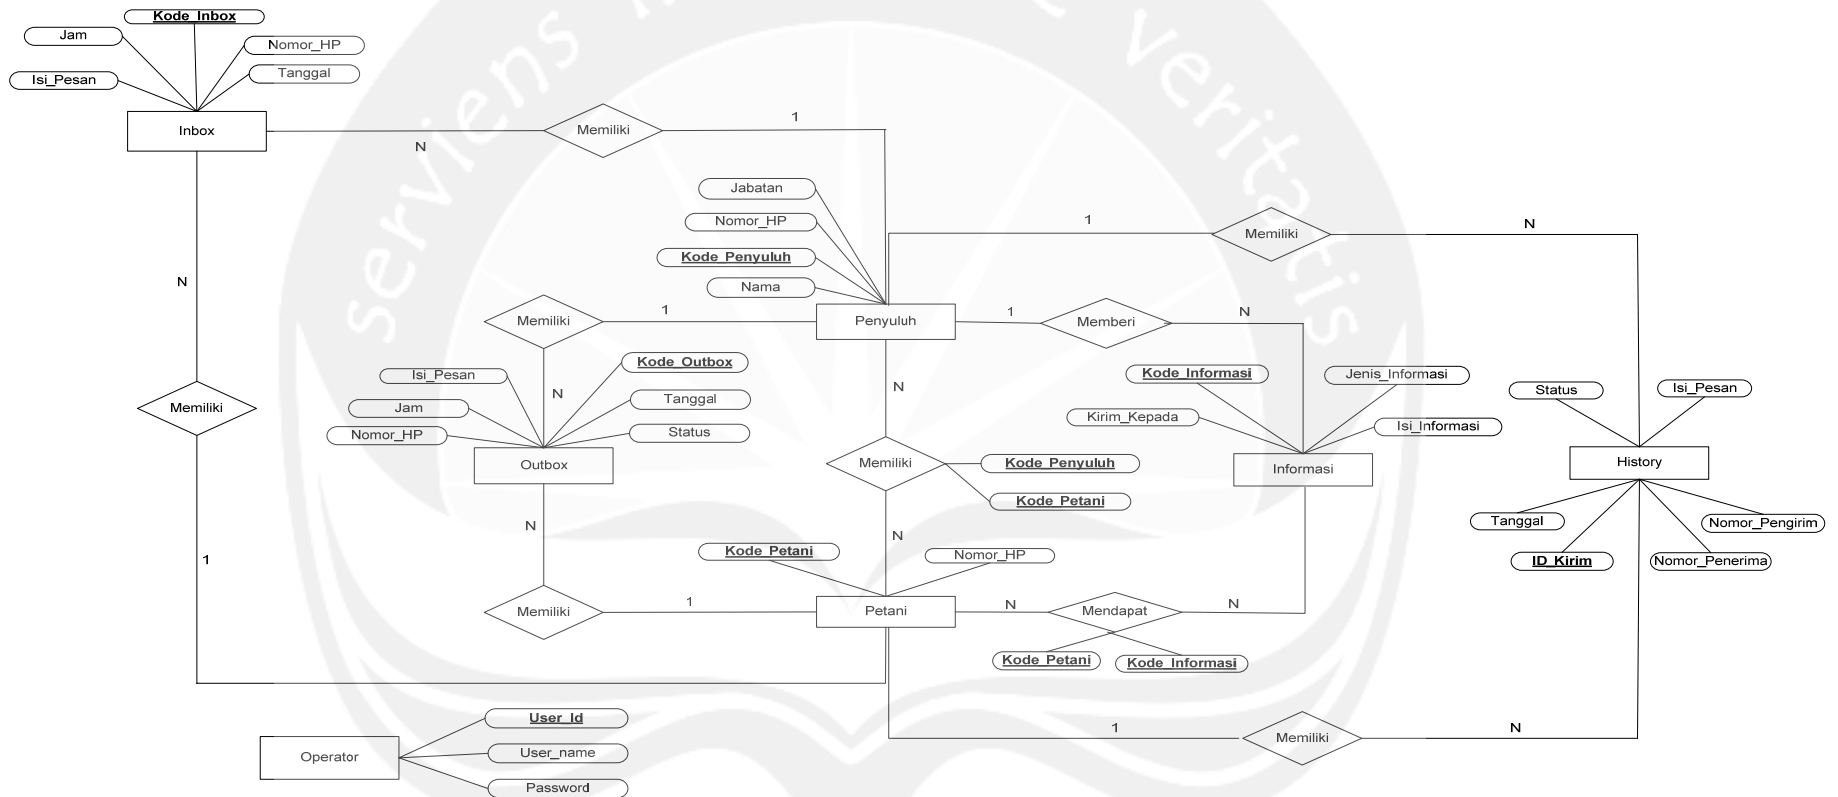 Kode_Inbox
Jam
Nomor_HP
Isi_Pesan
Tanggal
Inbox
N
Memiliki
1
serviens
veritatis
Jabatan
Nomor_HP
Kode_Penyuluh
Nama
1
Memiliki
N
N
Memiliki
1
Penyuluh
1
Memberi
N
Isi_Pesan
Kode_Outbox
Jam
Tanggal
Nomor_HP
Status
N
Outbox
N
Kode_Informasi
Jenis_Informasi
Kirim_Kepada
Isi_Informasi
Informasi
Status
Isi_Pesan
History
Tanggal
Nomor_Pengirim
ID_Kirim
Nomor_Penerima
Memiliki
Memiliki
Kode_Penyuluh
Kode_Petani
N
N
1
Kode_Petani
Nomor_HP
Memiliki
1
Petani
N
Mendapat
N
Kode_Petani
Kode_Informasi
1
Memiliki
N
Operator
User_Id
User_name
Password